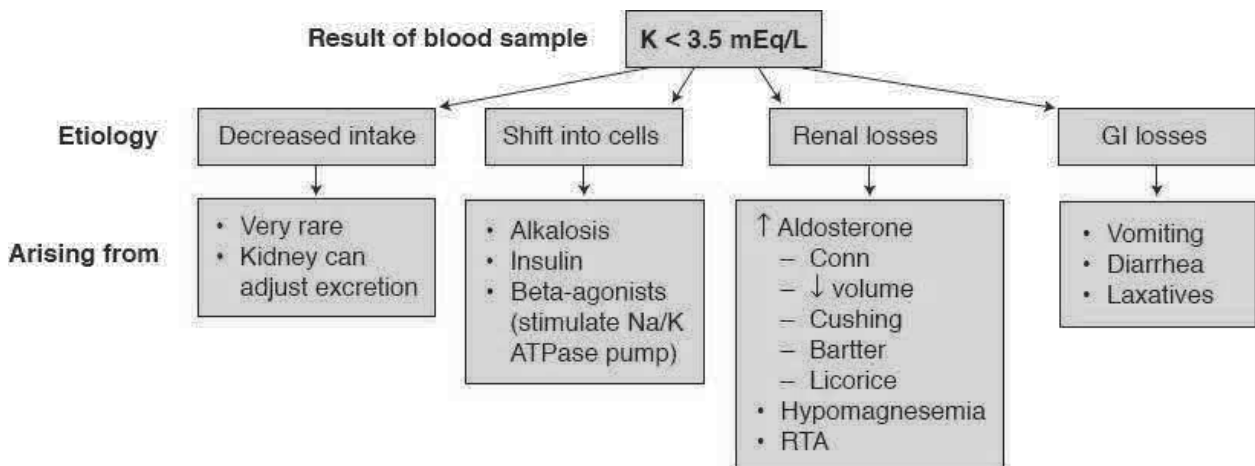 Result of blood sample
K < 3.5 mEq/L
Etiology
Decreased intake
Shift into cells
Renal losses
GI losses
Arising from
• Very rare
• Kidney can
adjust excretion
• Alkalosis
• Insulin
• Beta-agonists
(stimulate Na/K
ATPase pump)
↑ Aldosterone
– Conn
– ↓ volume
– Cushing
– Bartter
– Licorice
• Hypomagnesemia
• RTA
• Vomiting
• Diarrhea
• Laxatives